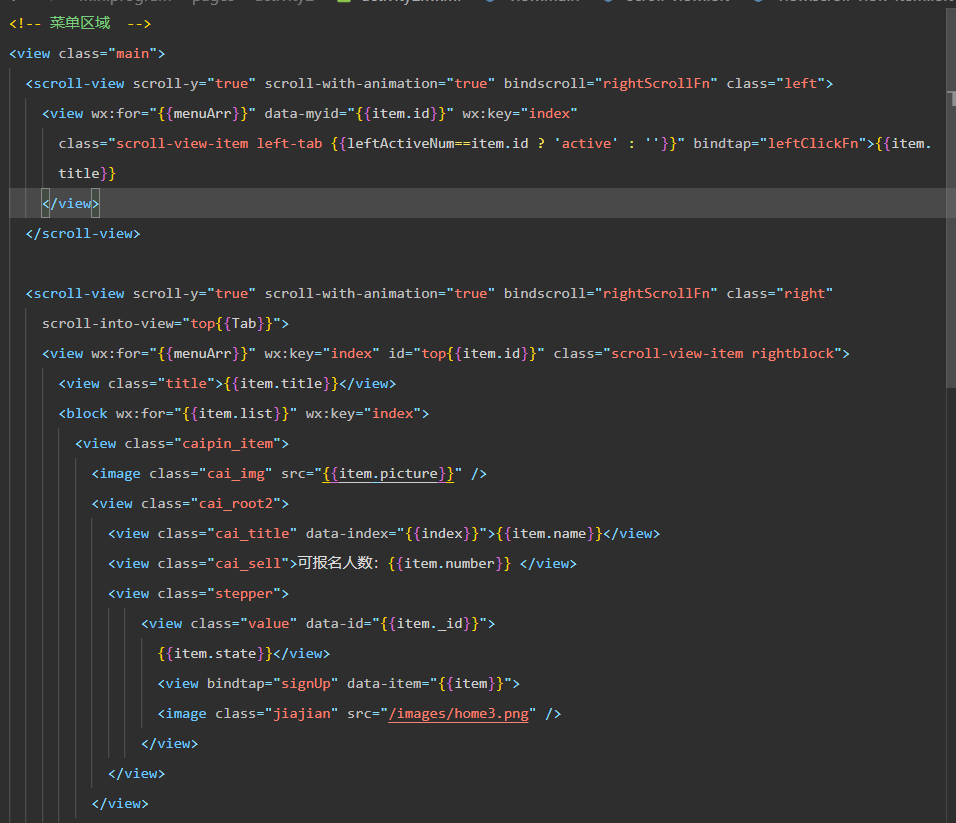 <!-- 菜单区域  -->
<view class="main">
<scroll-view scroll-y="true" scroll-with-animation="true" bindscroll="rightScrollFn" class="left">
<view wx:for="{{menuArr}}" data-myid="{{item.id}}" wx:key="index"
class="scroll-view-item left-tab {{leftActiveNum==item.id ? 'active' : ''}}" bindtap="leftClickFn">{{item.
title}}
</view>
</scroll-view>
<scroll-view scroll-y="true" scroll-with-animation="true" bindscroll="rightScrollFn" class="right"
scroll-into-view="top{{Tab}}">
<view wx:for="{{menuArr}}" wx:key="index" id="top{{item.id}}" class="scroll-view-item rightblock">
<view class="title">{{item.title}}</view>
<block wx:for="{{item.list}}" wx:key="index">
<view class="caipin_item">
<image class="cai_img" src="{{item.picture}}" />
<view class="cai_root2">
<view class="cai_title" data-index="{{index}}">{{item.name}}</view>
<view class="cai_sell">可报名人数: {{item.number}} </view>
<view class="stepper">
<view class="value" data-id="{{item._id}}">
{{item.state}}</view>
<view bindtap="signUp" data-item="{{item}}">
<image class="jiajian" src="/images/home3.png" />
</view>
</view>
</view>